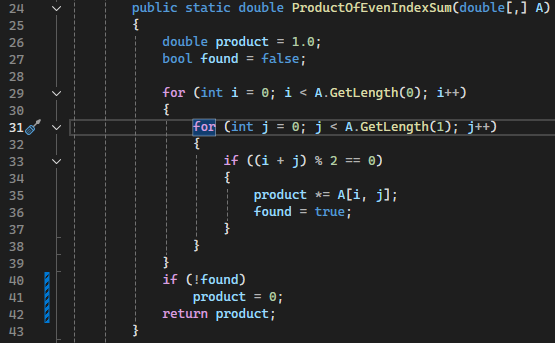 24 public static double ProductOfEvenIndexSum(double[,] A)
25 {
26 double product = 1.0;
27 bool found = false;
28
29 for (int i = 0; i < A.GetLength(0); i++)
30 {
31 for (int j = 0; j < A.GetLength(1); j++)
32 {
33 if ((i + j) % 2 == 0)
34 {
35 product *= A[i, j];
36 found = true;
37 }
38 }
39 }
40 if (!found)
41 product = 0;
42 return product;
43 }